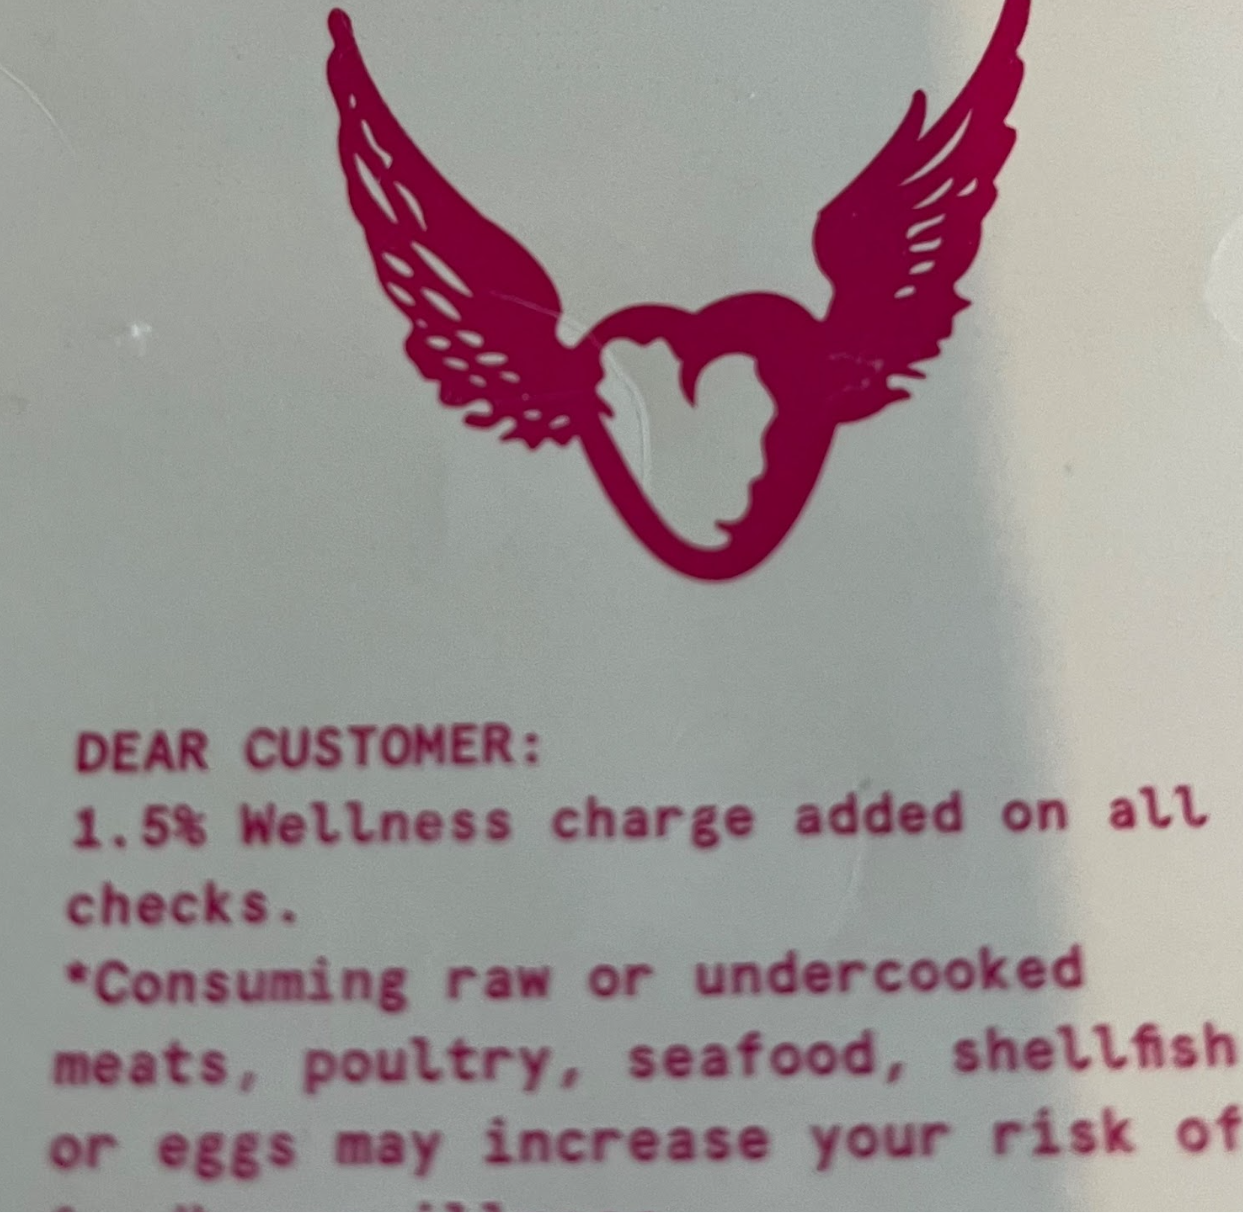 DEAR CUSTOMER:
1.5% Wellness charge added on all
checks.
*Consuming raw or undercooked
meats, poultry, seafood, shellfish
or eggs may increase your risk of